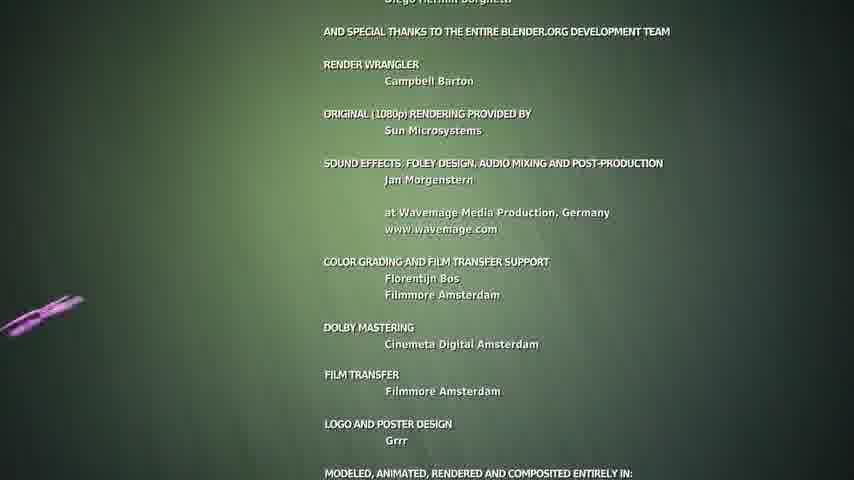 AND SPECIAL THANKS TO THE ENTIRE BLENDER.ORG DEVELOPMENT TEAM
RENDER WRANGLER
Campbell Barton
ORIGINAL (1080p) RENDERING PROVIDED BY
Sun Microsystems
SOUND EFFECTS, FOLEY DESIGN, AUDIO MIXING AND POST-PRODUCTION
Jan Morgenstern
at Wavemage Media Production, Germany
www.wavemage.com
COLOR GRADING AND FILM TRANSFER SUPPORT
Florentijn Bos
Filmmore Amsterdam
DOLBY MASTERING
Cinemeta Digital Amsterdam
FILM TRANSFER
Filmmore Amsterdam
LOGO AND POSTER DESIGN
Grrr
MODELED, ANIMATED, RENDERED AND COMPOSITED ENTIRELY IN: